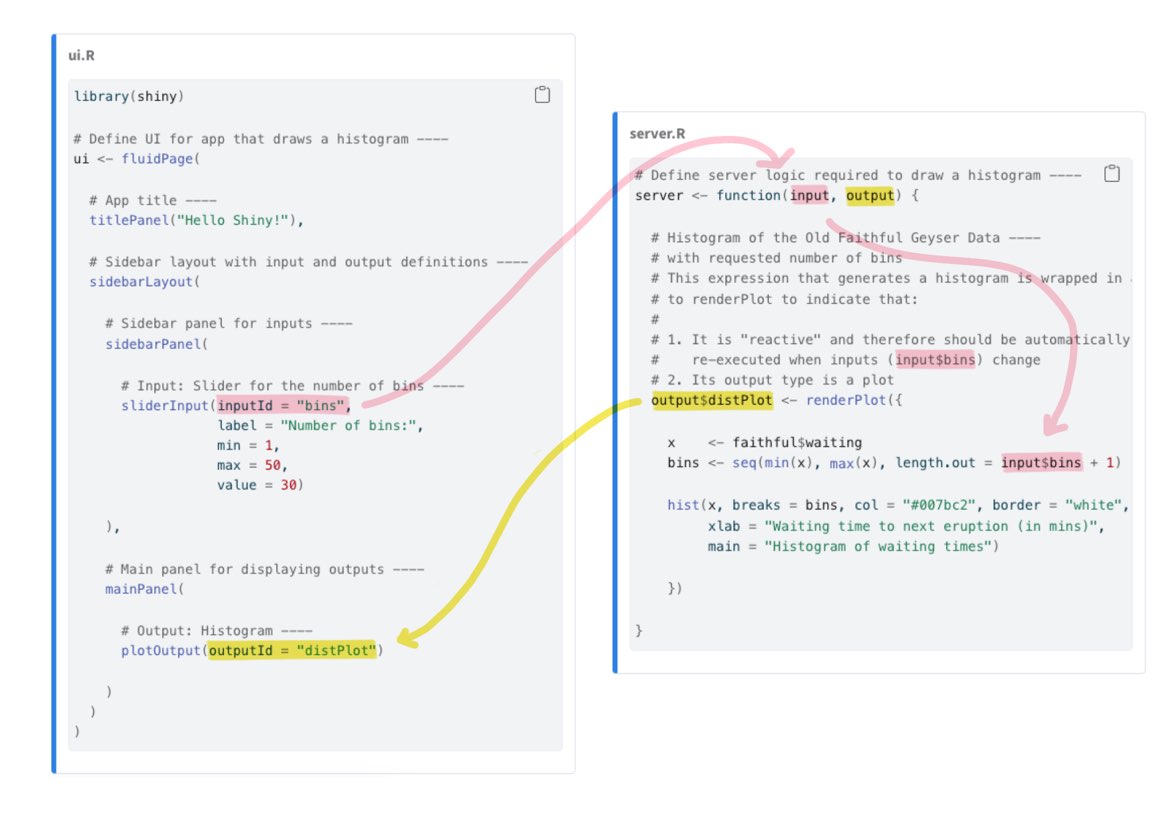 ui.R
library(shiny)
# Define UI for app that draws a histogram ----
ui <- fluidPage(
# App title ----
titlePanel("Hello Shiny!"),
# Sidebar layout with input and output definitions ----
sidebarLayout(
# Sidebar panel for inputs ----
sidebarPanel(
# Input: Slider for the number of bins ----
sliderInput(inputId = "bins",
label = "Number of bins:",
min = 1,
max = 50,
value = 30)
),
# Main panel for displaying outputs ----
mainPanel(
# Output: Histogram ----
plotOutput(outputId = "distPlot")
)
)
)
server.R
# Define server logic required to draw a histogram ----
server <- function(input, output) {
# Histogram of the Old Faithful Geyser Data ----
# with requested number of bins
# This expression that generates a histogram is wrapped in
# to renderPlot to indicate that:
#
# 1. It is "reactive" and therefore should be automatically
# re-executed when inputs (input$bins) change
# 2. Its output type is a plot
output$distPlot <- renderPlot({
x <- faithful$waiting
bins <- seq(min(x), max(x), length.out = input$bins + 1)
hist(x, breaks = bins, col = "#007bc2", border = "white",
xlab = "Waiting time to next eruption (in mins)",
main = "Histogram of waiting times")
})
}